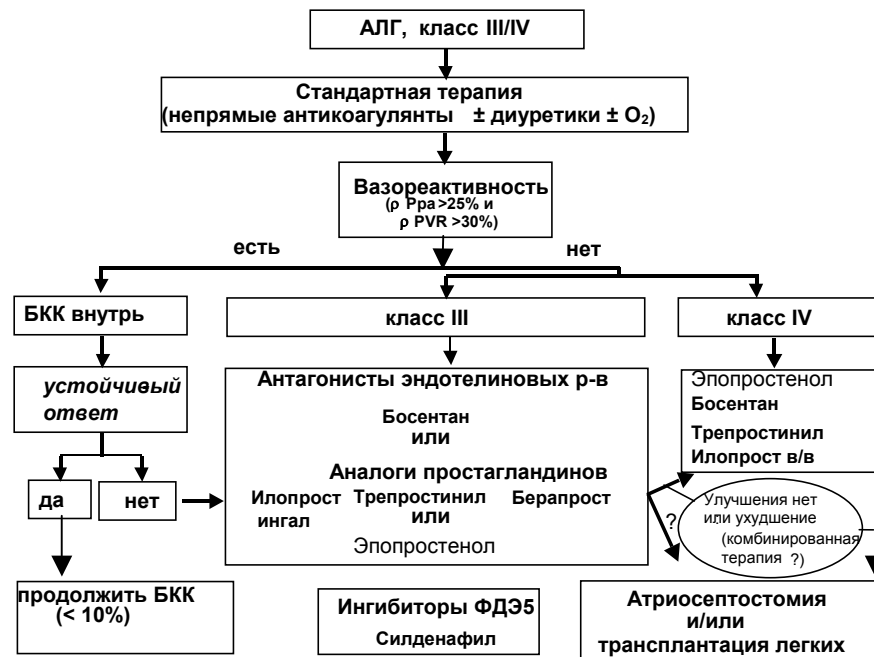 АЛГ, класс III/IV
Стандартная терапия
(непрямые антикоагулянты ± диуретики ± O₂)
Вазореактивность
(ρ Ppa >25% и
ρ PVR >30%)
есть
нет
БКК внутрь
класс III
класс IV
устойчивый
ответ
да
нет
Антагонисты эндотелиновых р-в
Босентан
или
Аналоги простагландинов
Илопрост Трепростинил Берапрост
ингал или
Эпопростенол
Эпопростенол
Босентан
Трепростинил
Илопрост в/в
?
Улучшения нет
или ухудшение
(комбинированная
терапия ?)
продолжить БКК
(< 10%)
Ингибиторы ФДЭ5
Силденафил
Атриосептостомия
и/или
трансплантация легких